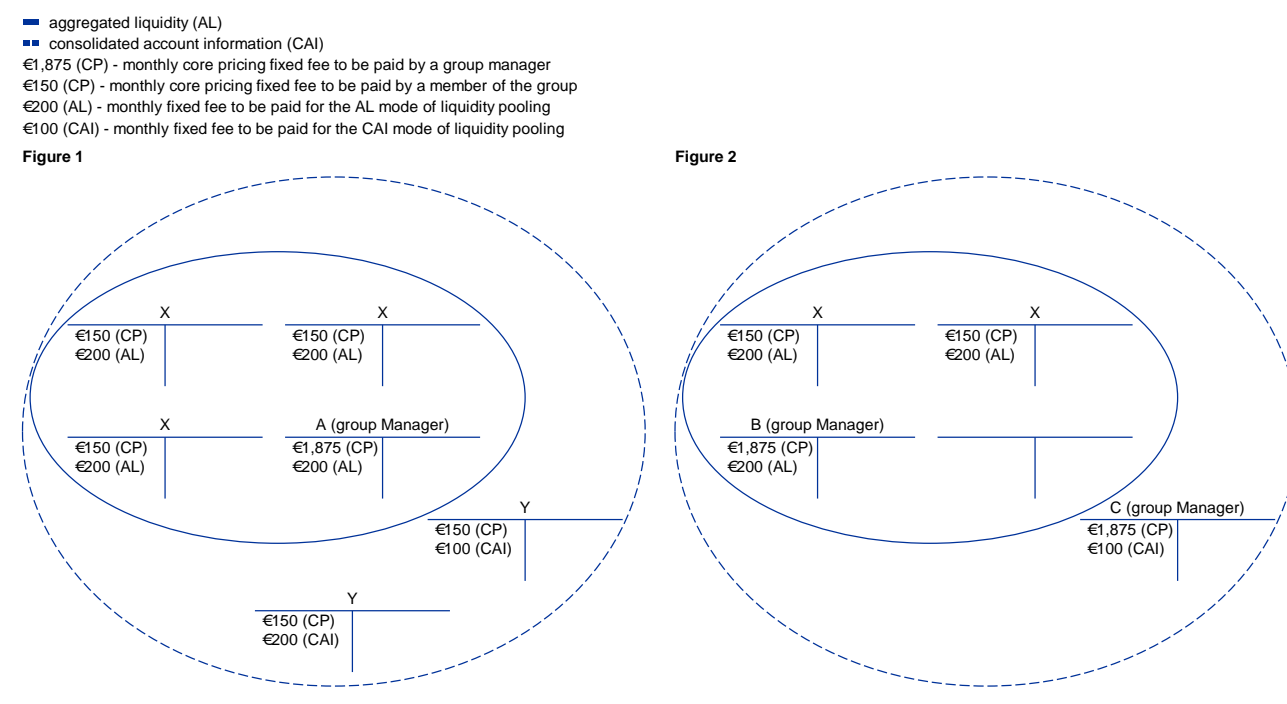 aggregated liquidity (AL)
consolidated account information (CAI)
€1,875 (CP) - monthly core pricing fixed fee to be paid by a group manager
€150 (CP) - monthly core pricing fixed fee to be paid by a member of the group
€200 (AL) - monthly fixed fee to be paid for the AL mode of liquidity pooling
€100 (CAI) - monthly fixed fee to be paid for the CAI mode of liquidity pooling
Figure 1
X
€150 (CP)
€200 (AL)
X
€150 (CP)
€200 (AL)
X
€150 (CP)
€200 (AL)
A (group Manager)
€1,875 (CP)
€200 (AL)
Y
€150 (CP)
€100 (CAI)
Y
€150 (CP)
€200 (CAI)
Figure 2
X
€150 (CP)
€200 (AL)
X
€150 (CP)
€200 (AL)
B (group Manager)
€1,875 (CP)
€200 (AL)
C (group Manager)
€1,875 (CP)
€100 (CAI)